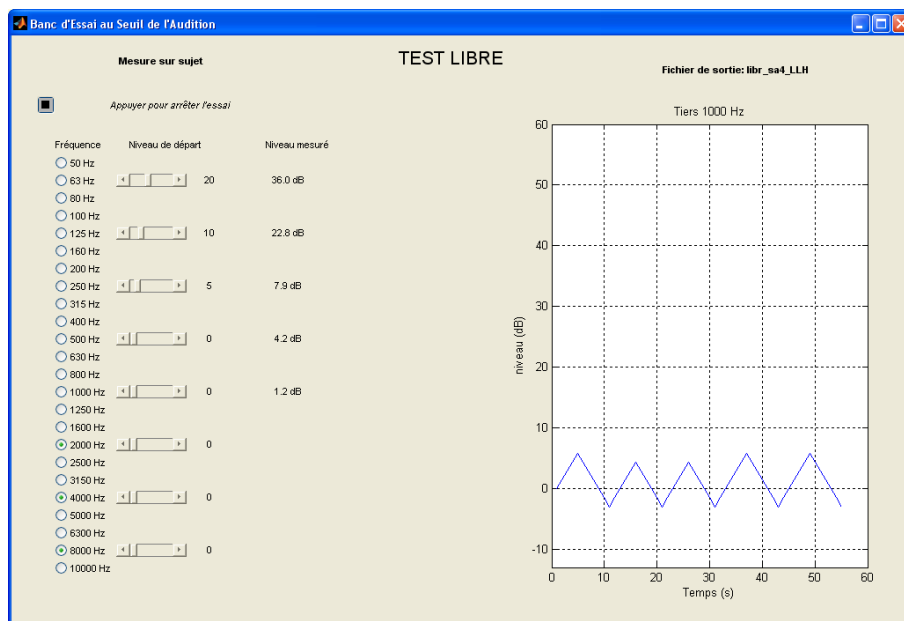 Banc d'Essai au Seuil de l'Audition
TEST LIBRE
Mesure sur sujet
Fichier de sortie: libr_sa4_LLH
Appuyer pour arrêter l'essai
Fréquence Niveau de départ Niveau mesuré
50 Hz
63 Hz 20 36.0 dB
80 Hz
100 Hz
125 Hz 10 22.8 dB
160 Hz
200 Hz
250 Hz 5 7.9 dB
315 Hz
400 Hz
500 Hz 0 4.2 dB
630 Hz
800 Hz
1000 Hz 0 1.2 dB
1250 Hz
1600 Hz
2000 Hz 0
2500 Hz
3150 Hz
4000 Hz 0
5000 Hz
6300 Hz
8000 Hz 0
10000 Hz
Tiers 1000 Hz
60
50
40
30
20
10
0
-10
niveau (dB)
0 10 20 30 40 50 60
Temps (s)